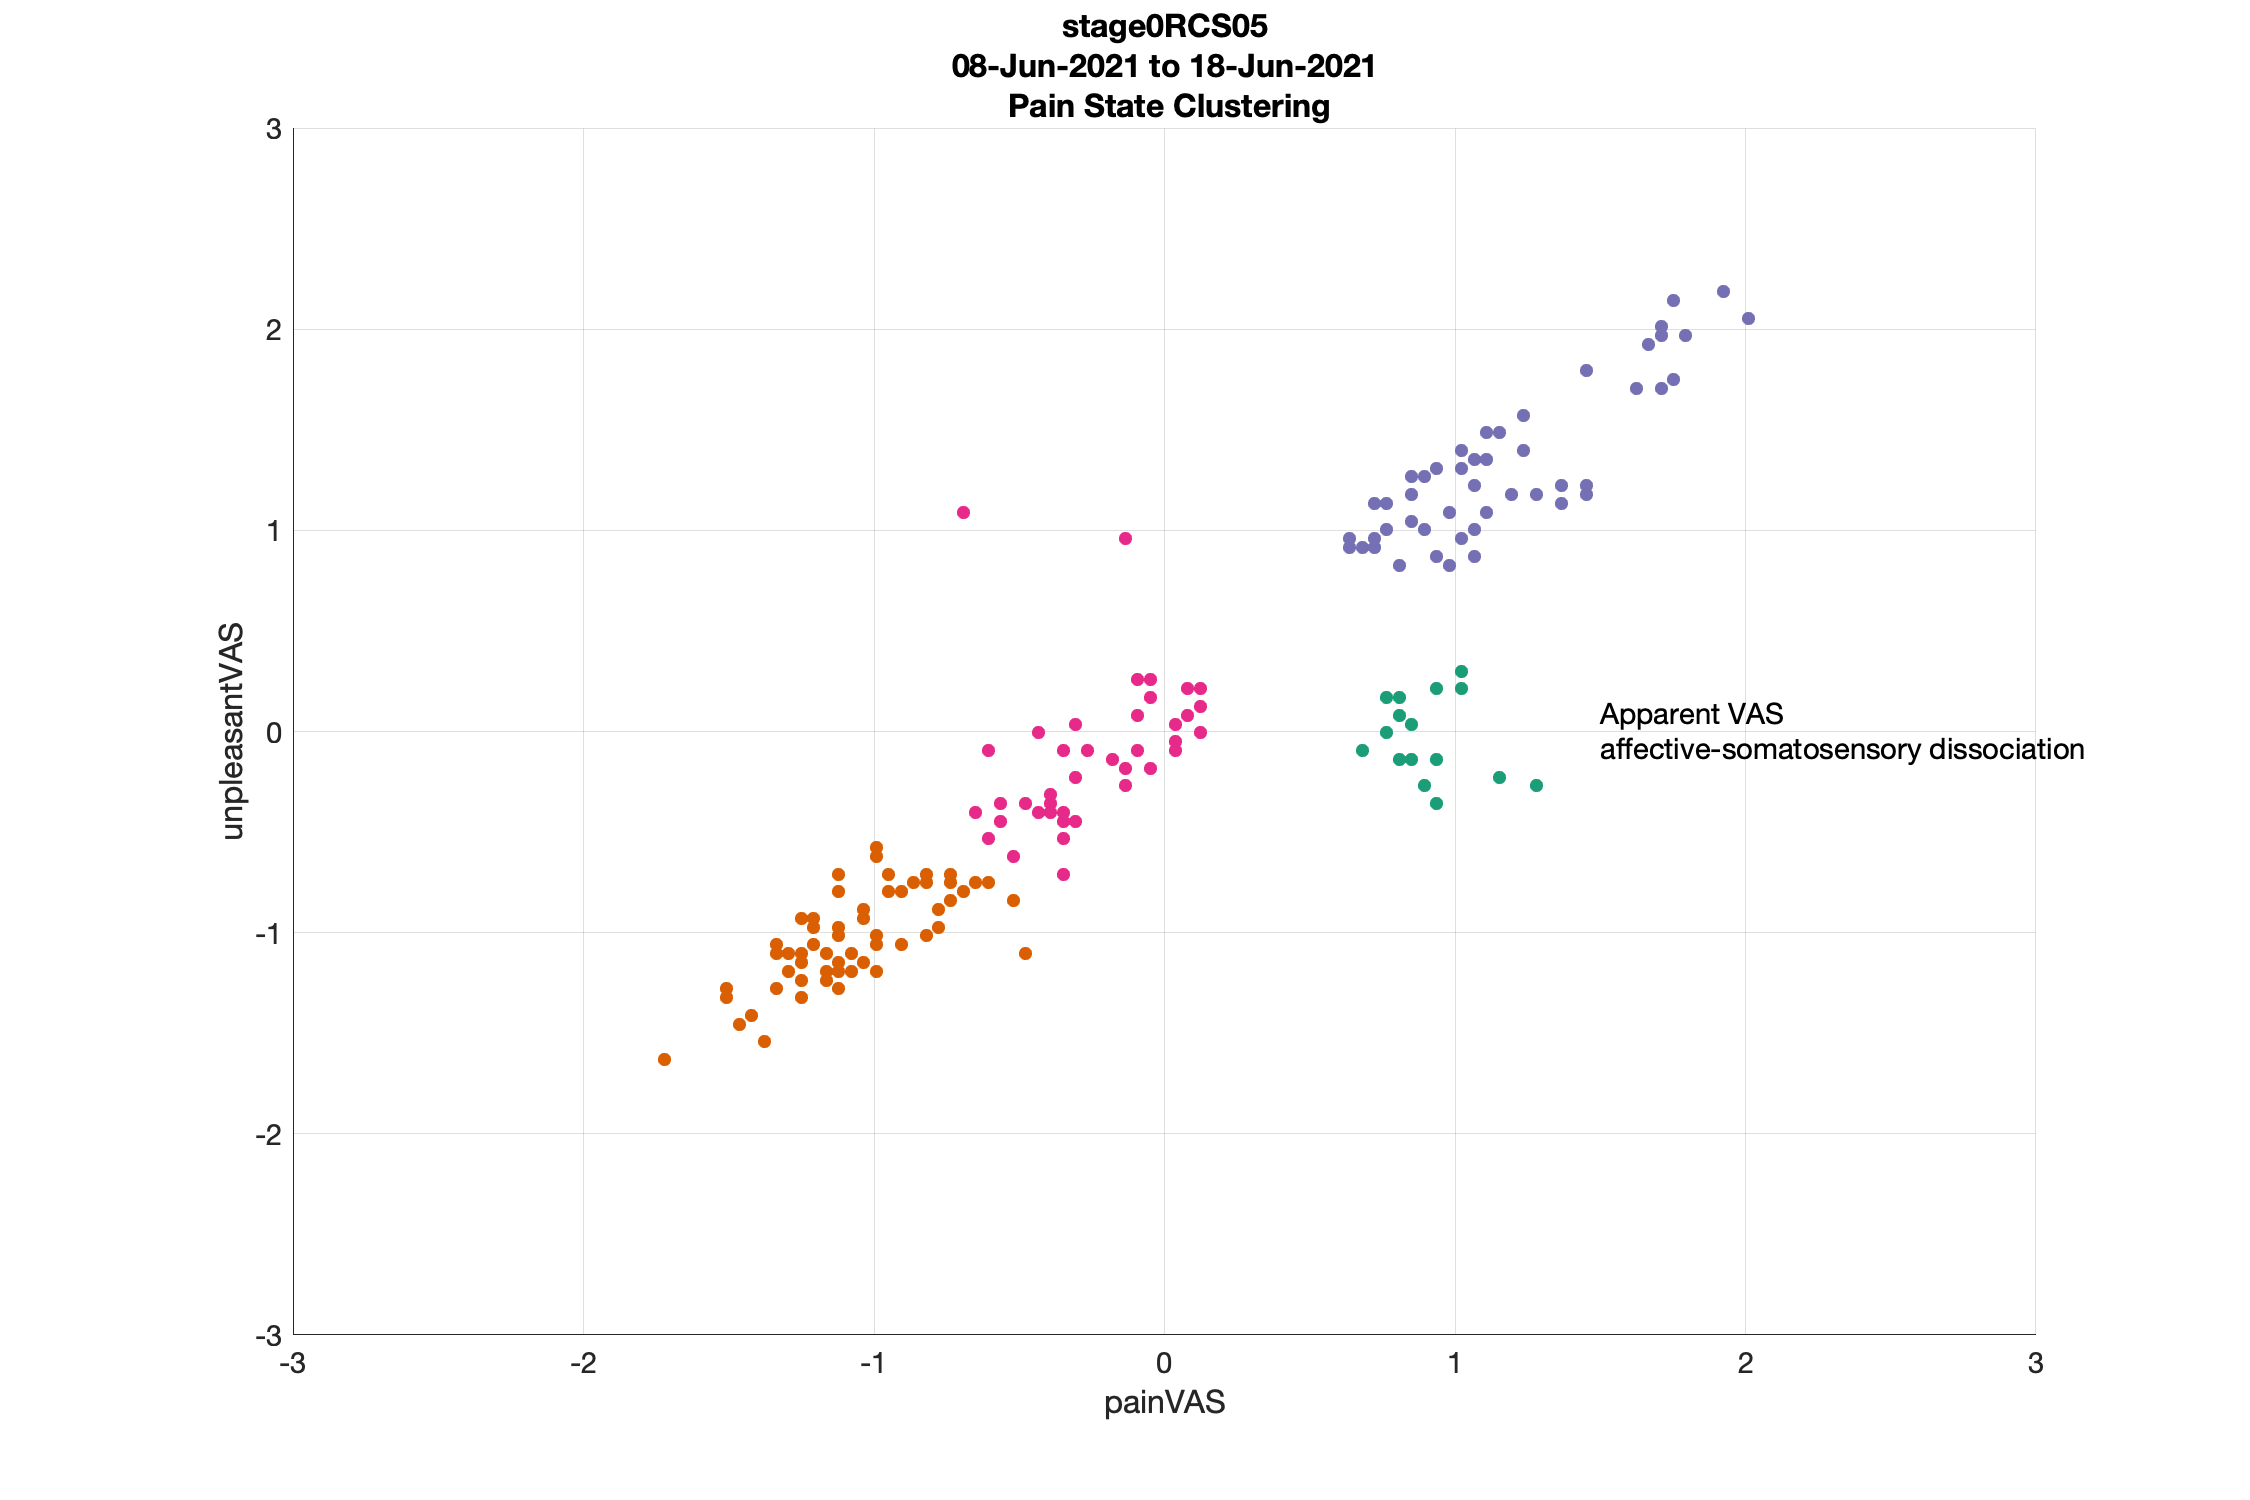 stage0RCS05
08-Jun-2021 to 18-Jun-2021
Pain State Clustering
3
2
1
0
-1
-2
-3
unpleasantVAS
Apparent VAS
affective-somatosensory dissociation
-3 -2 -1 0 1 2 3
painVAS